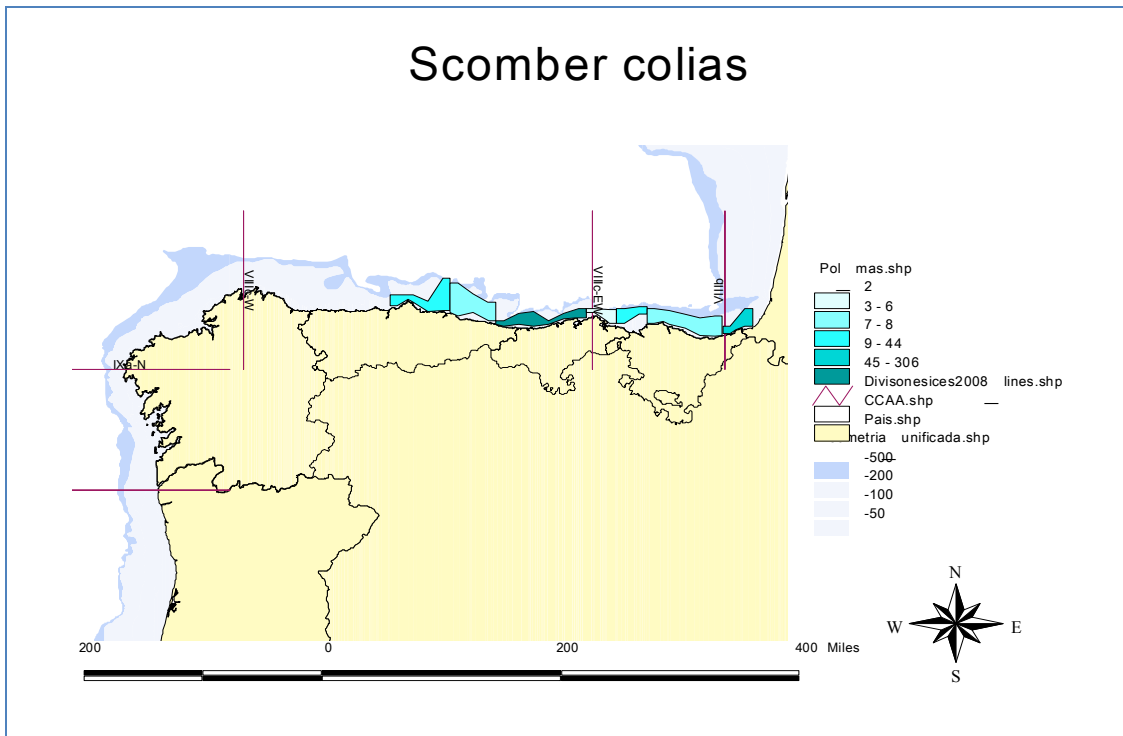 Scomber colias
VIIIc-EW
VIIIb
IXa-N
Pol mas.shp
2
3 - 6
7 - 8
9 - 44
45 - 306
Divisonesices2008 lines.shp
CCAA.shp
Pais.shp
metria unificada.shp
-500
-200
-100
-50
N
W E
S
200 0 200 400 Miles